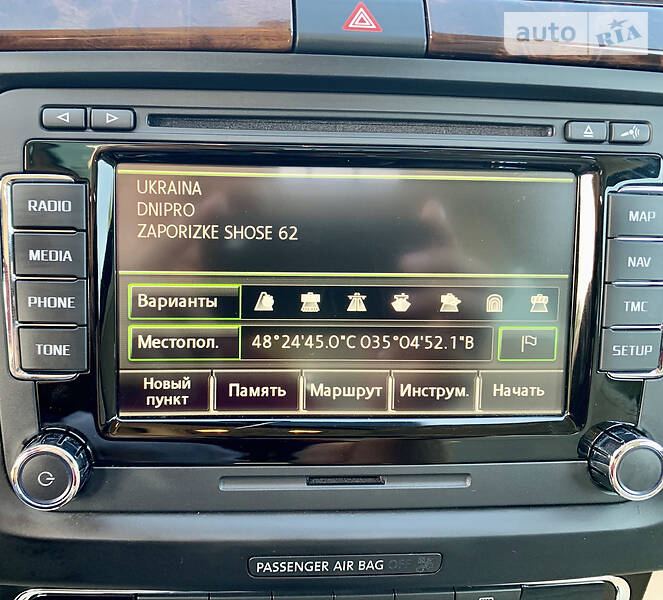 auto RIA
UKRAINA
DNIPRO
ZAPORIZKE SHOSE 62
RADIO
MEDIA
PHONE
TONE
MAP
NAV
TMC
SETUP
Варианты
Местопол. 48°24'45.0"С 035°04'52.1"В
Новый пункт Память Маршрут Инструм. Начать
PASSENGER AIR BAG OFF